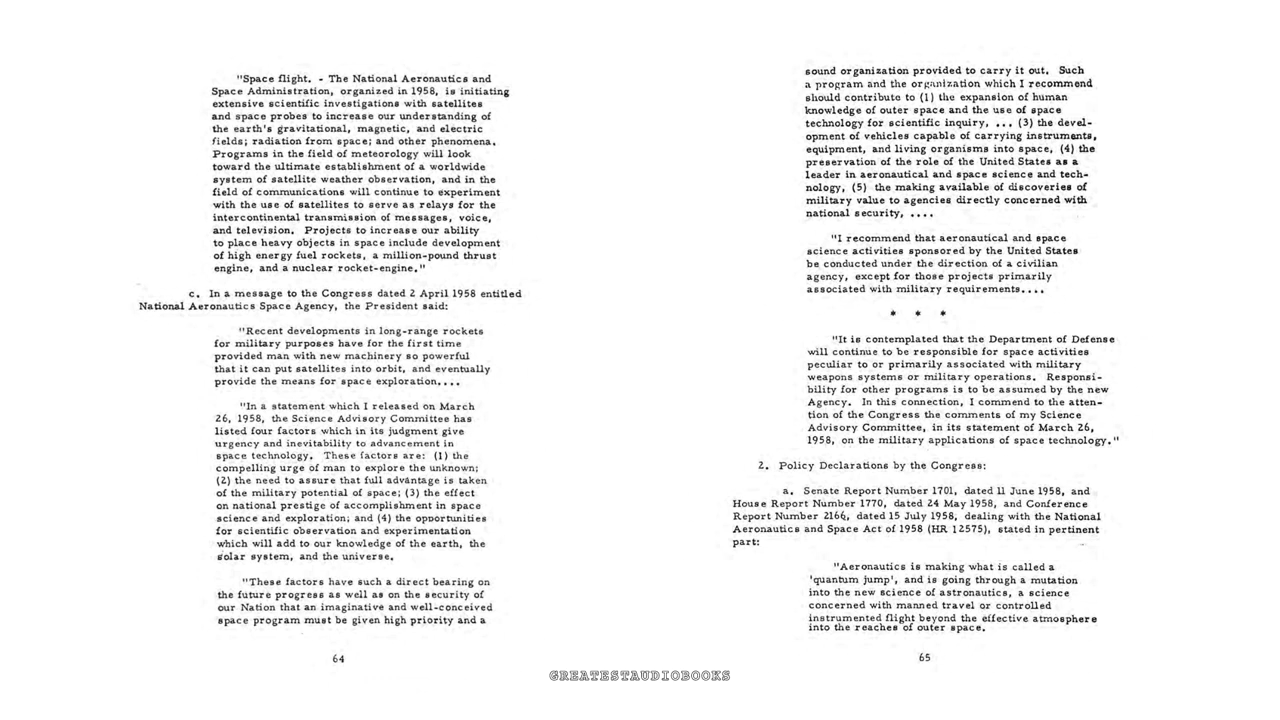 "Space flight. - The National Aeronautics and
Space Administration, organized in 1958, is initiating
extensive scientific investigations with satellites
and space probes to increase our understanding of
the earth's gravitational, magnetic, and electric
fields; radiation from space; and other phenomena.
Programs in the field of meteorology will look
toward the ultimate establishment of a worldwide
system of satellite weather observation, and in the
field of communications will continue to experiment
with the use of satellites to serve as relays for the
intercontinental transmission of messages, voice,
and television. Projects to increase our ability
to place heavy objects in space include development
of high energy fuel rockets, a million-pound thrust
engine, and a nuclear rocket-engine."
c. In a message to the Congress dated 2 April 1958 entitled
National Aeronautics Space Agency, the President said:
"Recent developments in long-range rockets
for military purposes have for the first time
provided man with new machinery so powerful
that it can put satellites into orbit, and eventually
provide the means for space exploration....
"In a statement which I released on March
26, 1958, the Science Advisory Committee has
listed four factors which in its judgment give
urgency and inevitability to advancement in
space technology. These factors are: (1) the
compelling urge of man to explore the unknown;
(2) the need to assure that full advantage is taken
of the military potential of space; (3) the effect
on national prestige of accomplishment in space
science and exploration; and (4) the opportunities
for scientific observation and experimentation
which will add to our knowledge of the earth, the
solar system, and the universe.
"These factors have such a direct bearing on
the future progress as well as on the security of
our Nation that an imaginative and well-conceived
space program must be given high priority and a
64
sound organization provided to carry it out. Such
a program and the organization which I recommend
should contribute to (1) the expansion of human
knowledge of outer space and the use of space
technology for scientific inquiry, ... (3) the devel-
opment of vehicles capable of carrying instruments,
equipment, and living organisms into space, (4) the
preservation of the role of the United States as a
leader in aeronautical and space science and tech-
nology, (5) the making available of discoveries of
military value to agencies directly concerned with
national security, ....
"I recommend that aeronautical and space
science activities sponsored by the United States
be conducted under the direction of a civilian
agency, except for those projects primarily
associated with military requirements....
* * *
"It is contemplated that the Department of Defense
will continue to be responsible for space activities
peculiar to or primarily associated with military
weapons systems or military operations. Responsi-
bility for other programs is to be assumed by the new
Agency. In this connection, I commend to the atten-
tion of the Congress the comments of my Science
Advisory Committee, in its statement of March 26,
1958, on the military applications of space technology."
2. Policy Declarations by the Congress:
a. Senate Report Number 1701, dated 11 June 1958, and
House Report Number 1770, dated 24 May 1958, and Conference
Report Number 2166, dated 15 July 1958, dealing with the National
Aeronautics and Space Act of 1958 (HR 12575), stated in pertinent
part:
"Aeronautics is making what is called a
'quantum jump', and is going through a mutation
into the new science of astronautics, a science
concerned with manned travel or controlled
instrumented flight beyond the effective atmosphere
into the reaches of outer space.
65
GREATESTAUDIOBOOKS